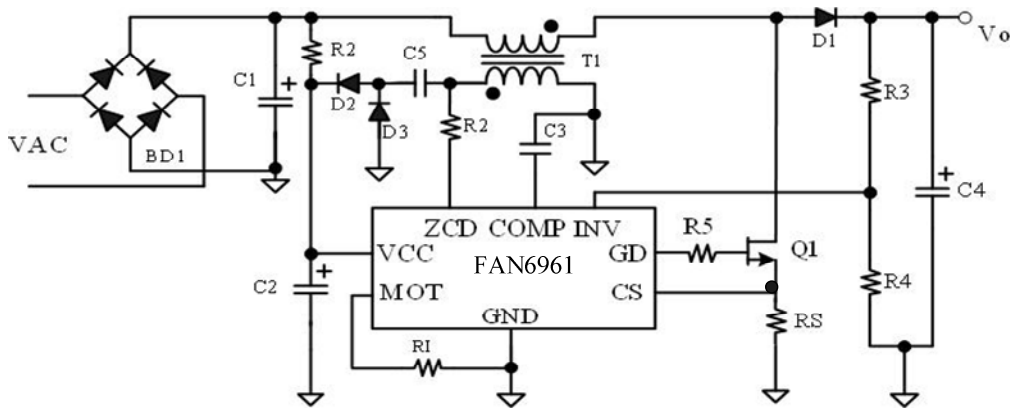 D1
Vo
R2
C5
T1
C1
+
D2
R3
D3
R2
C3
VAC
BD1
+
C4
ZCD COMP INV
R5
VCC
FAN6961
GD
Q1
+
C2
MOT
CS
R4
GND
RS
RI